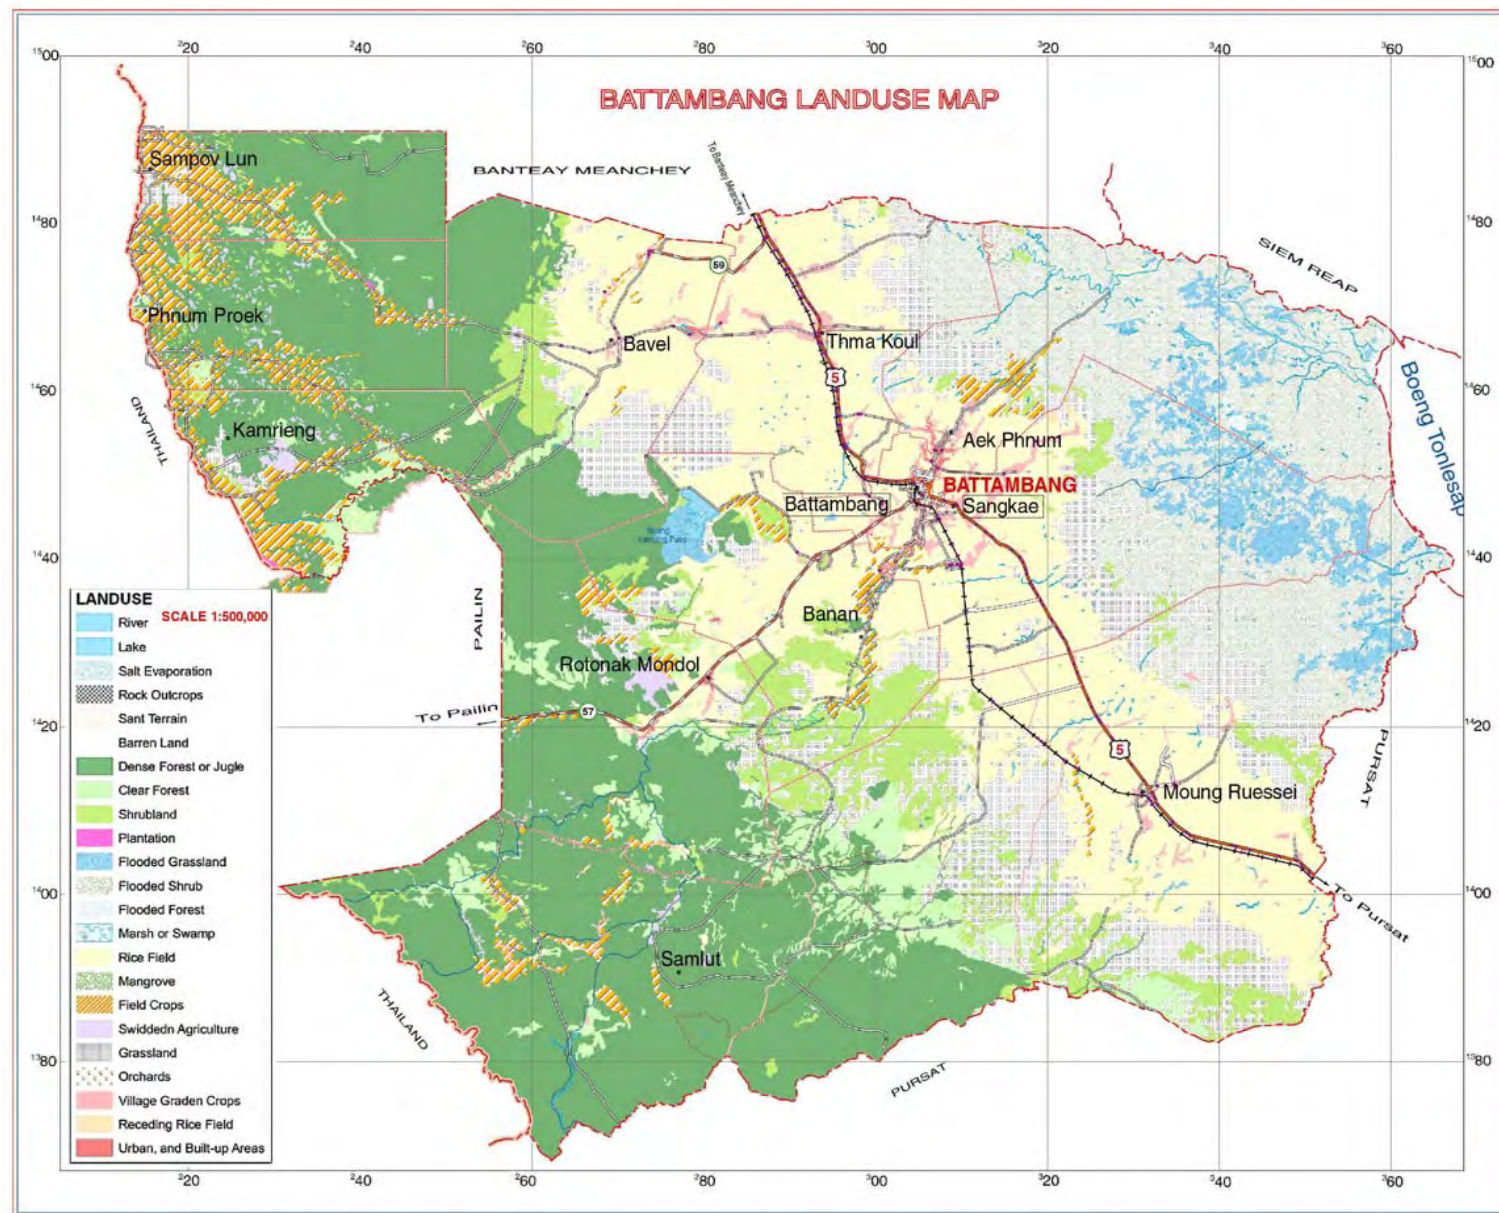 ²20 ²40 ²60 ²80 ³00 ³20 ³40 ³60
¹⁵00 ¹⁵00
BATTAMBANG LANDUSE MAP
To Banteay Meanchey
BANTEAY MEANCHEY
Sampov Lun
¹⁴80 ¹⁴80
SIEM REAP
59
Phnum Proek
Bavel
Thma Koul
5
¹⁴60 ¹⁴60
Boeng Tonlesap
THAILAND
Kamrieng
Aek Phnum
BATTAMBANG
Battambang
Sangkae
¹⁴40 ¹⁴40
PAILIN
Banan
Rotonak Mondol
To Pailin
57
¹⁴20 ¹⁴20
5
PURSAT
Moung Ruessei
¹⁴00 ¹⁴00
To Pursat
Samlut
THAILAND
¹³80 ¹³80
PURSAT
LANDUSE
SCALE 1:500,000
River
Lake
Salt Evaporation
Rock Outcrops
Sant Terrain
Barren Land
Dense Forest or Jugle
Clear Forest
Shrubland
Plantation
Flooded Grassland
Flooded Shrub
Flooded Forest
Marsh or Swamp
Rice Field
Mangrove
Field Crops
Swiddedn Agriculture
Grassland
Orchards
Village Graden Crops
Receding Rice Field
Urban, and Built-up Areas
²20 ²40 ²60 ²80 ³00 ³20 ³40 ³60